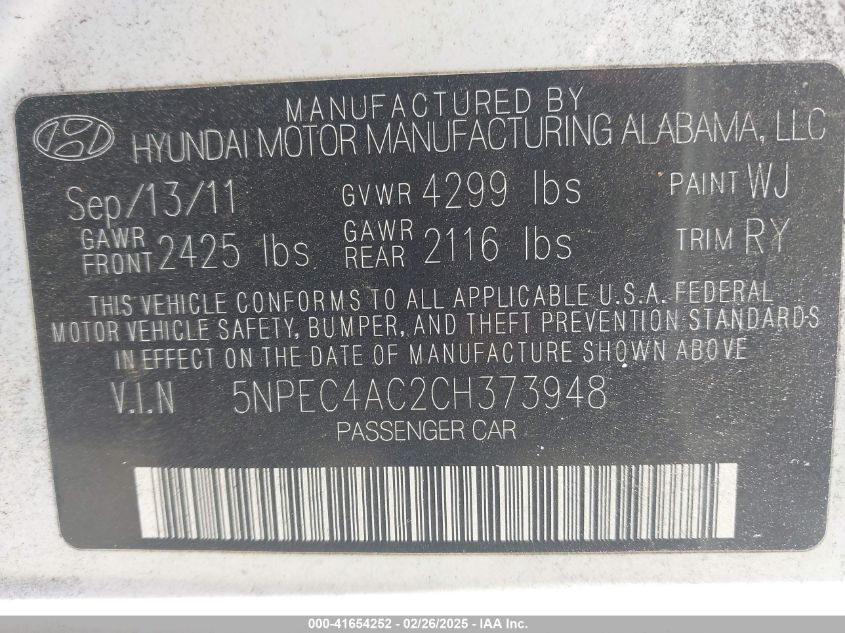 MANUFACTURED BY
HYUNDAI MOTOR MANUFACTURING ALABAMA, LLC
Sep/13/11 GVWR 4299 lbs PAINT WJ
GAWR FRONT 2425 lbs GAWR REAR 2116 lbs TRIM RY
THIS VEHICLE CONFORMS TO ALL APPLICABLE U.S.A. FEDERAL
MOTOR VEHICLE SAFETY, BUMPER, AND THEFT PREVENTION STANDARDS
IN EFFECT ON THE DATE OF MANUFACTURE SHOWN ABOVE
V.I.N 5NPEC4AC2CH373948
PASSENGER CAR
000-41654252 - 02/26/2025 - IAA Inc.